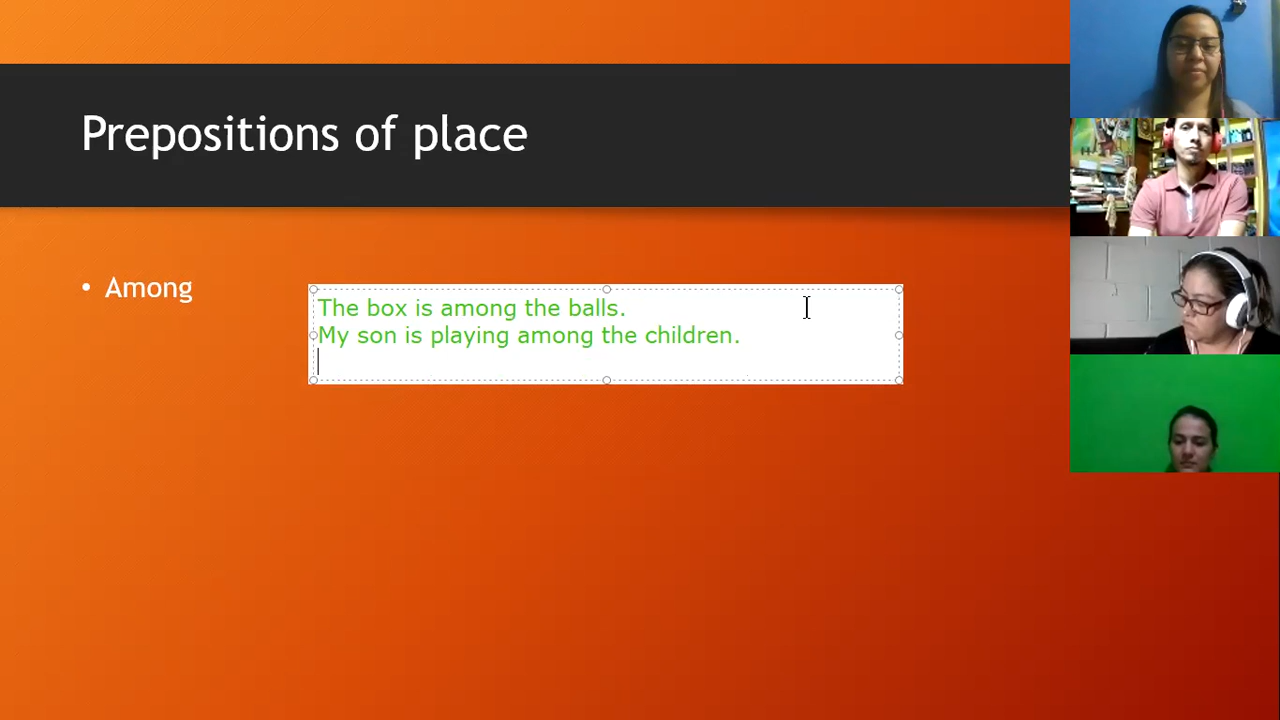 Prepositions of place
• Among
The box is among the balls.
My son is playing among the children.